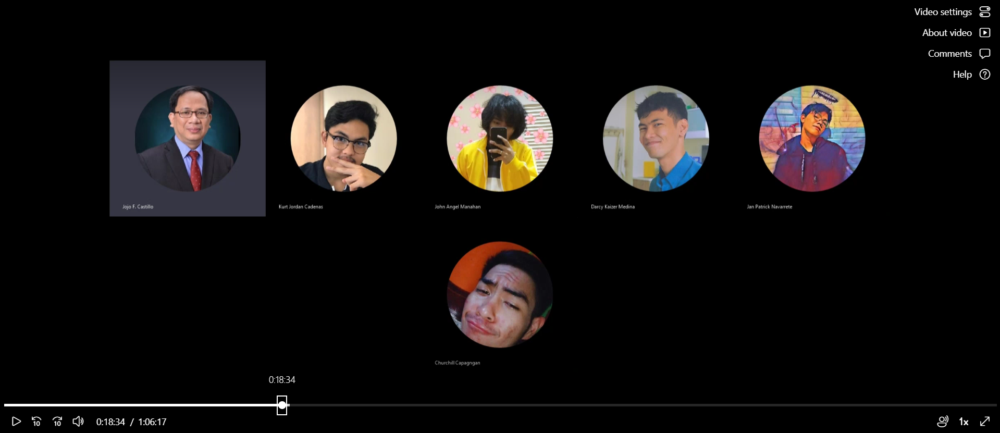 Video settings
About video
Comments
Help
Jojo F. Castillo
Kurt Jordan Cadenas
John Angel Manahan
Darcy Kaizer Medina
Jan Patrick Navarrete
Churchill Capagngan
0:18:34
10
10
0:18:34 / 1:06:17
1x